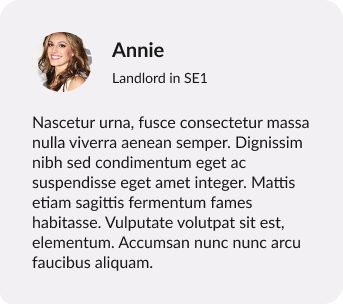 Annie
Landlord in SE1
Nascetur urna, fusce consectetur massa
nulla viverra aenean semper. Dignissim
nibh sed condimentum eget ac
suspendisse eget amet integer. Mattis
etiam sagittis fermentum fames
habitasse. Vulputate volutpat sit est,
elementum. Accumsan nunc nunc arcu
faucibus aliquam.